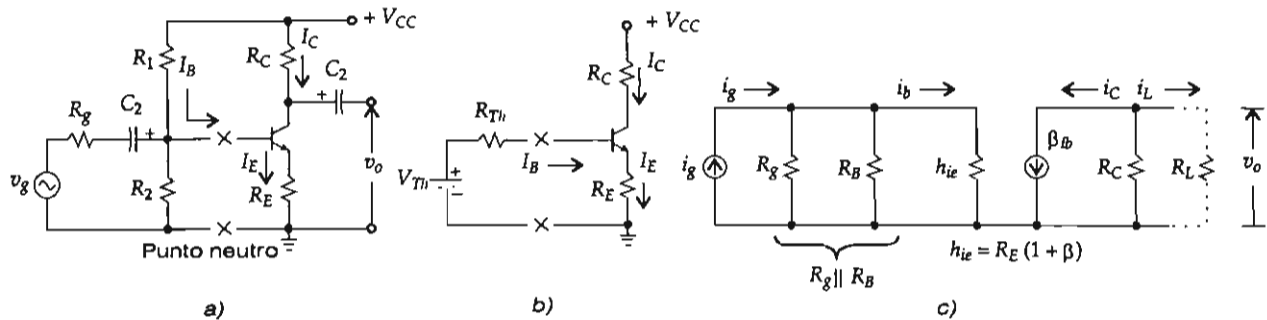 + V_CC
R_1
I_B
R_C
I_C
C_2
R_g
C_2
+
+
v_g
R_2
I_E
R_E
v_o
Punto neutro
a)
+ V_CC
R_C
I_C
R_Th
I_B
V_Th
+
−
I_E
R_E
b)
i_g
i_b
i_C
i_L
i_g
R_g
R_B
h_ie
R_C
R_L
v_o
R_g || R_B
h_ie = R_E (1 + β)
c)